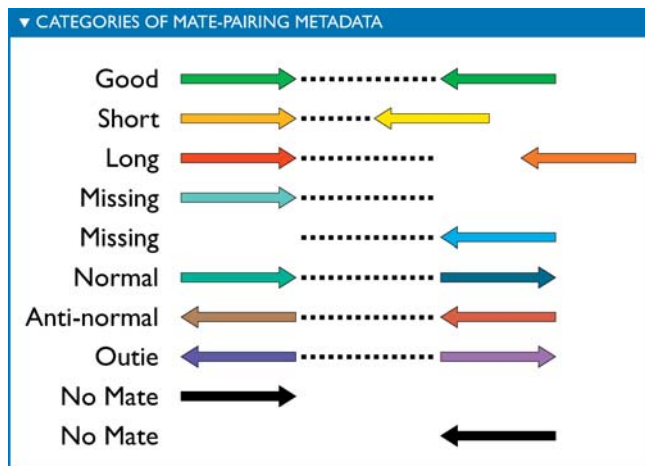 ▼ CATEGORIES OF MATE-PAIRING METADATA
Good
Short
Long
Missing
Missing
Normal
Anti-normal
Outie
No Mate
No Mate